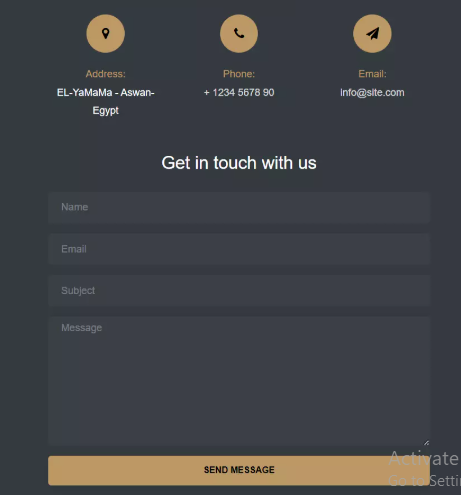 Address:
EL-YaMaMa - Aswan-
Egypt
Phone:
+ 1234 5678 90
Email:
info@site.com
Get in touch with us
Name
Email
Subject
Message
SEND MESSAGE
Activate
Go to Settin